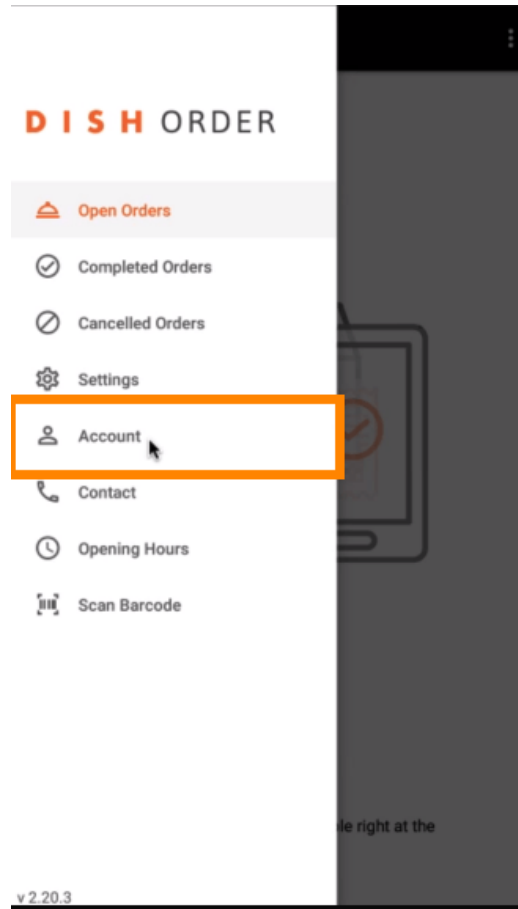 DISH ORDER
Open Orders
Completed Orders
Cancelled Orders
Settings
Account
Contact
Opening Hours
Scan Barcode
right at the
v 2.20.3